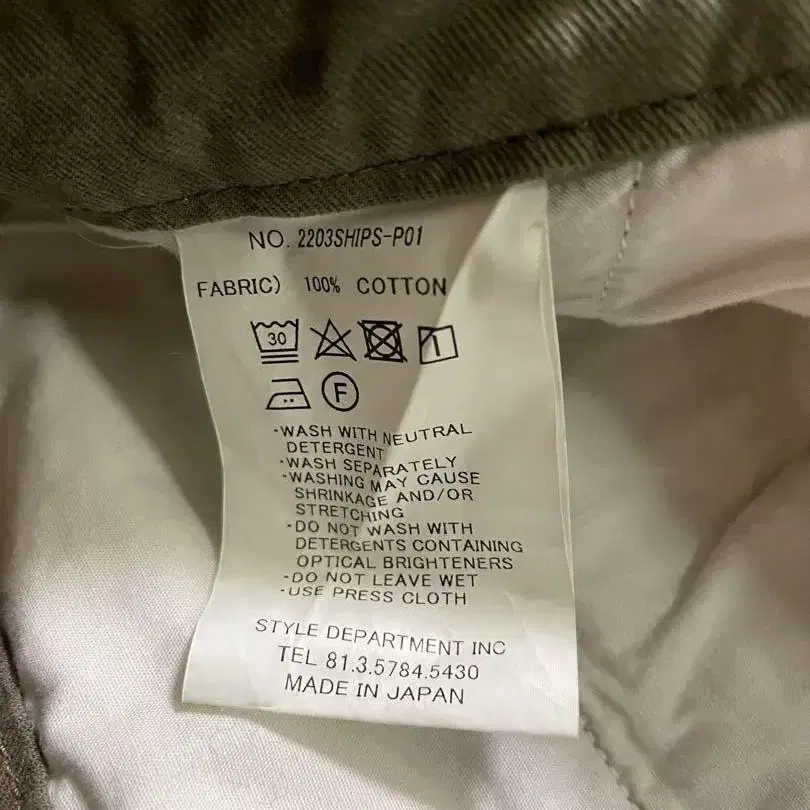 NO. 2203SHIPS-P01
FABRIC) 100% COTTON
30
F
-WASH WITH NEUTRAL
DETERGENT
-WASH SEPARATELY
-WASHING MAY CAUSE
SHRINKAGE AND/OR
STRETCHING
-DO NOT WASH WITH
DETERGENTS CONTAINING
OPTICAL BRIGHTENERS
-DO NOT LEAVE WET
-USE PRESS CLOTH
STYLE DEPARTMENT INC
TEL 81.3.5784.5430
MADE IN JAPAN